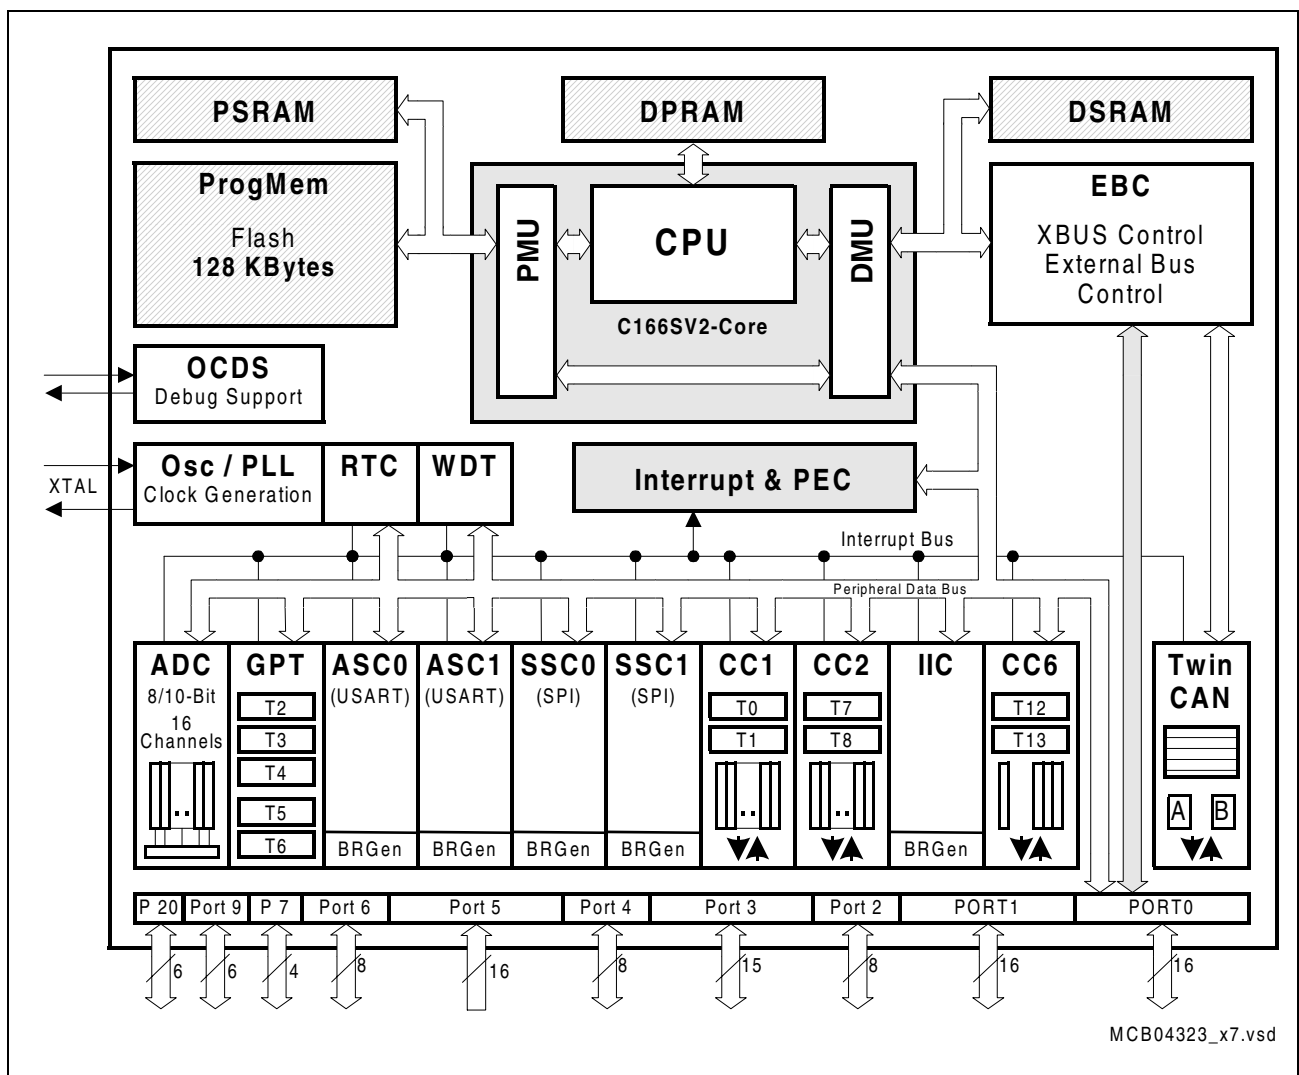 PSRAM
DPRAM
DSRAM
ProgMem
Flash
128 KBytes
PMU
CPU
DMU
C166SV2-Core
EBC
XBUS Control
External Bus
Control
OCDS
Debug Support
Osc / PLL
Clock Generation
RTC
WDT
XTAL
Interrupt & PEC
Interrupt Bus
Peripheral Data Bus
ADC
8/10-Bit
16
Channels
GPT
T2
T3
T4
T5
T6
ASC0
(USART)
BRGen
ASC1
(USART)
BRGen
SSC0
(SPI)
BRGen
SSC1
(SPI)
BRGen
CC1
T0
T1
CC2
T7
T8
IIC
BRGen
CC6
T12
T13
Twin
CAN
A
B
P 20
Port 9
P 7
Port 6
Port 5
Port 4
Port 3
Port 2
PORT1
PORT0
6
6
4
8
16
8
15
8
16
16
MCB04323_x7.vsd